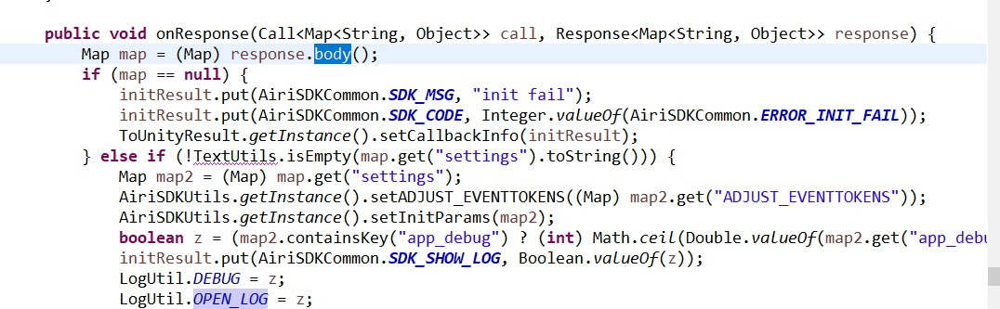 public void onResponse(Call<Map<String, Object>> call, Response<Map<String, Object>> response) {
Map map = (Map) response.body();
if (map == null) {
initResult.put(AiriSDKCommon.SDK_MSG, "init fail");
initResult.put(AiriSDKCommon.SDK_CODE, Integer.valueOf(AiriSDKCommon.ERROR_INIT_FAIL));
ToUnityResult.getInstance().setCallbackInfo(initResult);
} else if (!TextUtils.isEmpty(map.get("settings").toString())) {
Map map2 = (Map) map.get("settings");
AiriSDKUtils.getInstance().setADJUST_EVENTTOKENS((Map) map2.get("ADJUST_EVENTTOKENS"));
AiriSDKUtils.getInstance().setInitParams(map2);
boolean z = (map2.containsKey("app_debug") ? (int) Math.ceil(Double.valueOf(map2.get("app_debu
initResult.put(AiriSDKCommon.SDK_SHOW_LOG, Boolean.valueOf(z));
LogUtil.DEBUG = z;
LogUtil.OPEN_LOG = z;